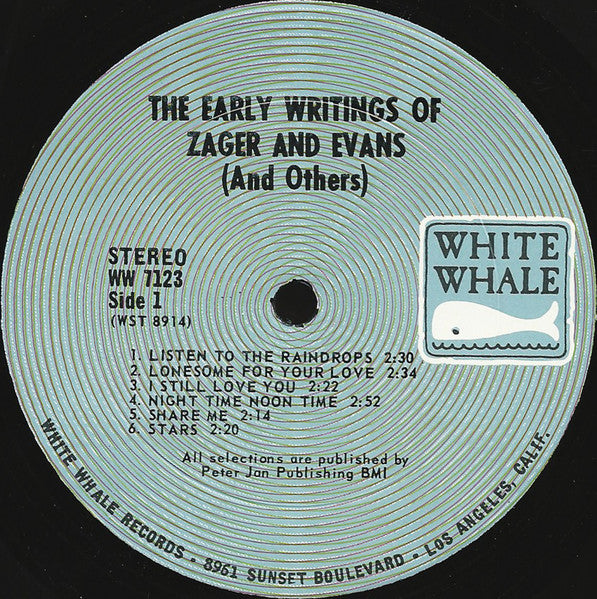 THE EARLY WRITINGS OF
ZAGER AND EVANS
(And Others)
STEREO
WW 7123
Side 1
(WST 8914)
WHITE
WHALE
1. LISTEN TO THE RAINDROPS 2:30
2. LONESOME FOR YOUR LOVE 2:34
3. I STILL LOVE YOU 2:22
4. NIGHT TIME NOON TIME 2:52
5. SHARE ME 2:14
6. STARS 2:20
All selections are published by
Peter Jan Publishing BMI
WHITE WHALE RECORDS • 8961 SUNSET BOULEVARD • LOS ANGELES, CALIF.